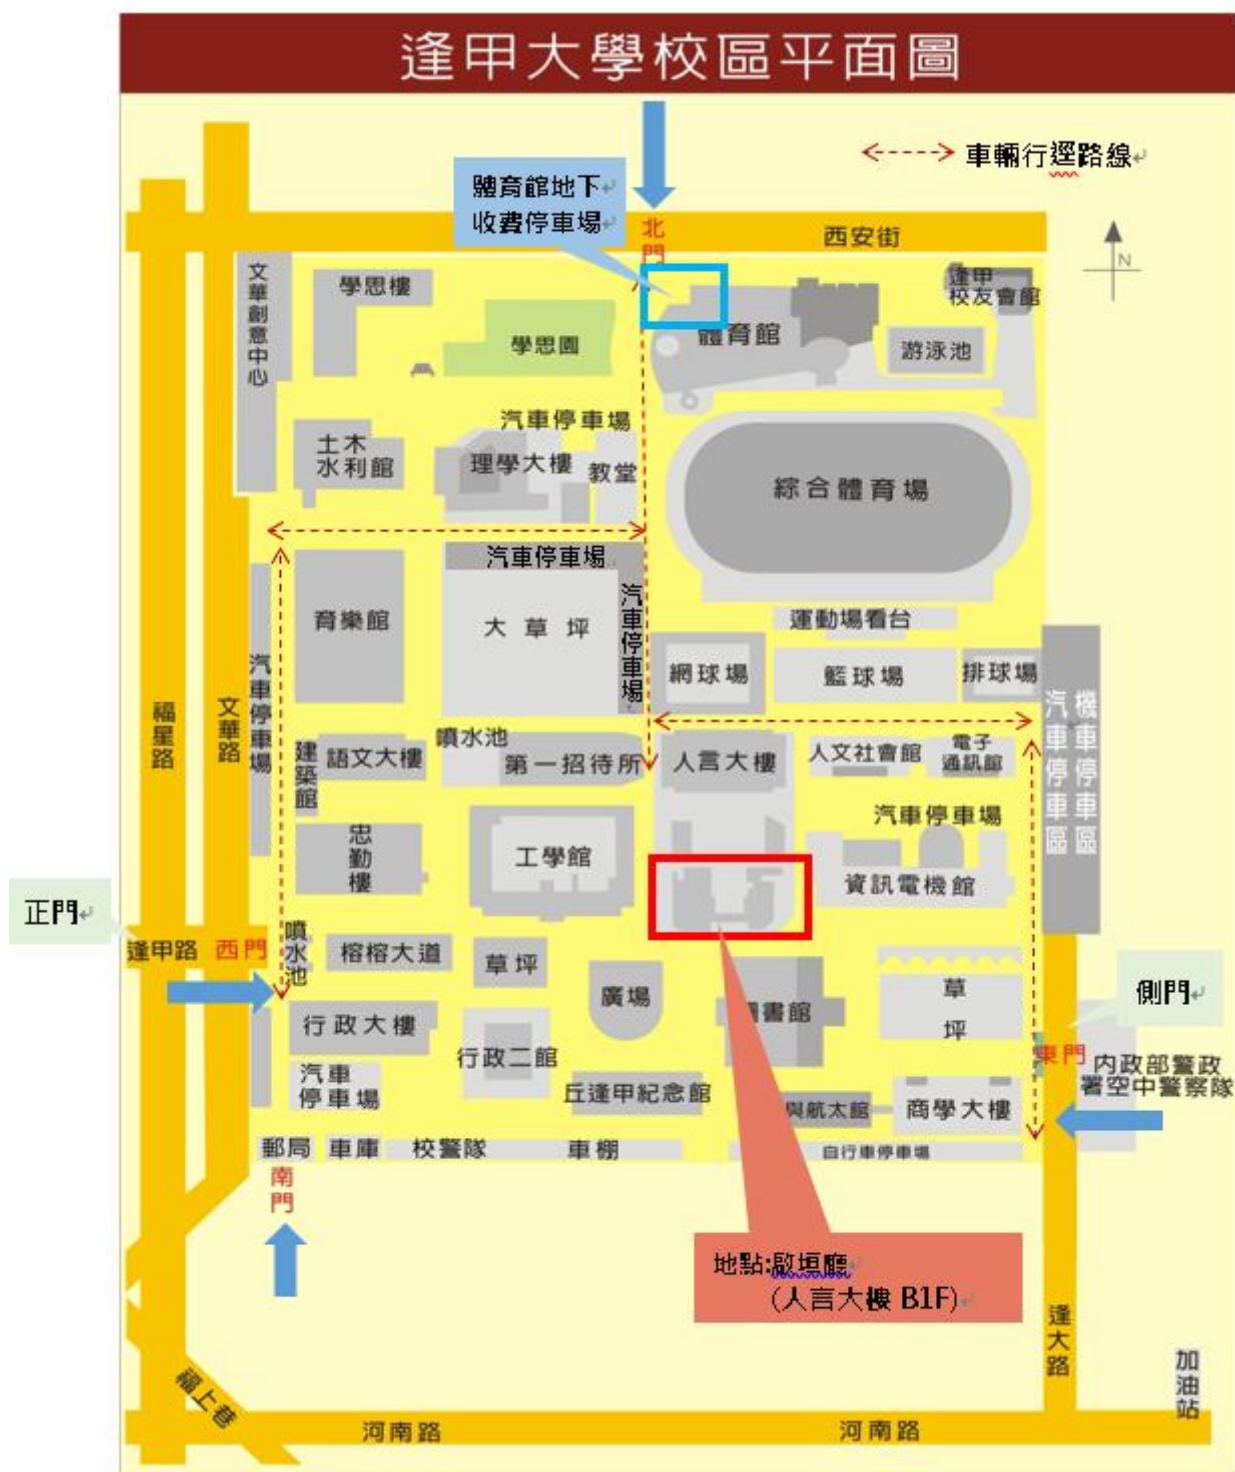 逢甲大學校區平面圖
車輛行逕路線
體育館地下
收費停車場
北門
西安街
N
文華創意中心
學思樓
學思園
體育館
逢甲
校友會館
游泳池
汽車停車場
土木
水利館
理學大樓
教堂
綜合體育場
汽車停車場
育樂館
大草坪
汽車停車場
運動場看台
網球場
籃球場
排球場
汽車停車區
機車停車區
福星路
文華路
汽車停車場
建築館
語文大樓
噴水池
第一招待所
人言大樓
人文社會館
電子
通訊館
汽車停車場
忠勤樓
工學館
資訊電機館
正門
逢甲路
西門
噴水池
榕榕大道
草坪
廣場
書館
草坪
側門
行政大樓
行政二館
東門
內政部警政
署空中警察隊
汽車
停車場
丘逢甲紀念館
與航太館
商學大樓
郵局
車庫
校警隊
車棚
自行車停車場
南門
地點:啟垣廳
(人言大樓 B1F)
逢大路
加油站
福上巷
河南路
河南路